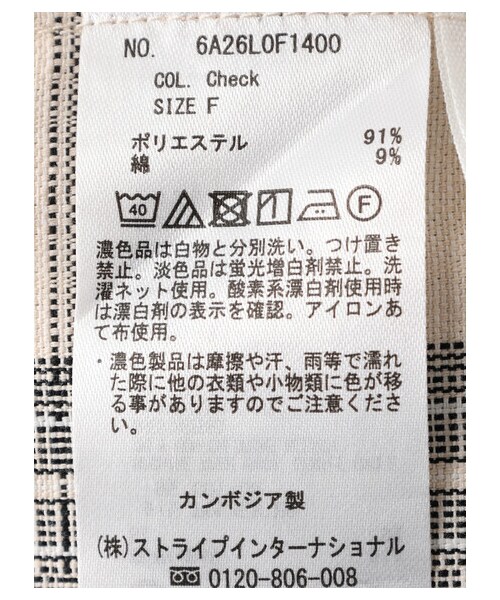 NO. 6A26L0F1400
COL. Check
SIZE F
ポリエステル 91%
綿 9%
40 F
濃色品は白物と分別洗い。つけ置き
禁止。淡色品は蛍光増白剤禁止。洗
濯ネット使用。酸素系漂白剤使用時
は漂白剤の表示を確認。アイロンあ
て布使用。
・濃色製品は摩擦や汗、雨等で濡れ
た際に他の衣類や小物類に色が移
る事がありますのでご注意くださ
い。
カンボジア製
(株)ストライプインターナショナル
0120-806-008